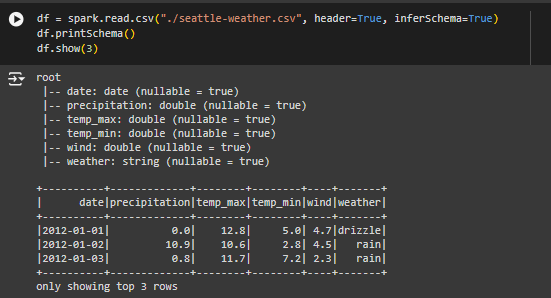 df = spark.read.csv("./seattle-weather.csv", header=True, inferSchema=True)
df.printSchema()
df.show(3)
root
 |-- date: date (nullable = true)
 |-- precipitation: double (nullable = true)
 |-- temp_max: double (nullable = true)
 |-- temp_min: double (nullable = true)
 |-- wind: double (nullable = true)
 |-- weather: string (nullable = true)

+----------+-------------+--------+--------+----+-------+
|      date|precipitation|temp_max|temp_min|wind|weather|
+----------+-------------+--------+--------+----+-------+
|2012-01-01|          0.0|    12.8|     5.0| 4.7|drizzle|
|2012-01-02|         10.9|    10.6|     2.8| 4.5|   rain|
|2012-01-03|          0.8|    11.7|     7.2| 2.3|   rain|
+----------+-------------+--------+--------+----+-------+
only showing top 3 rows